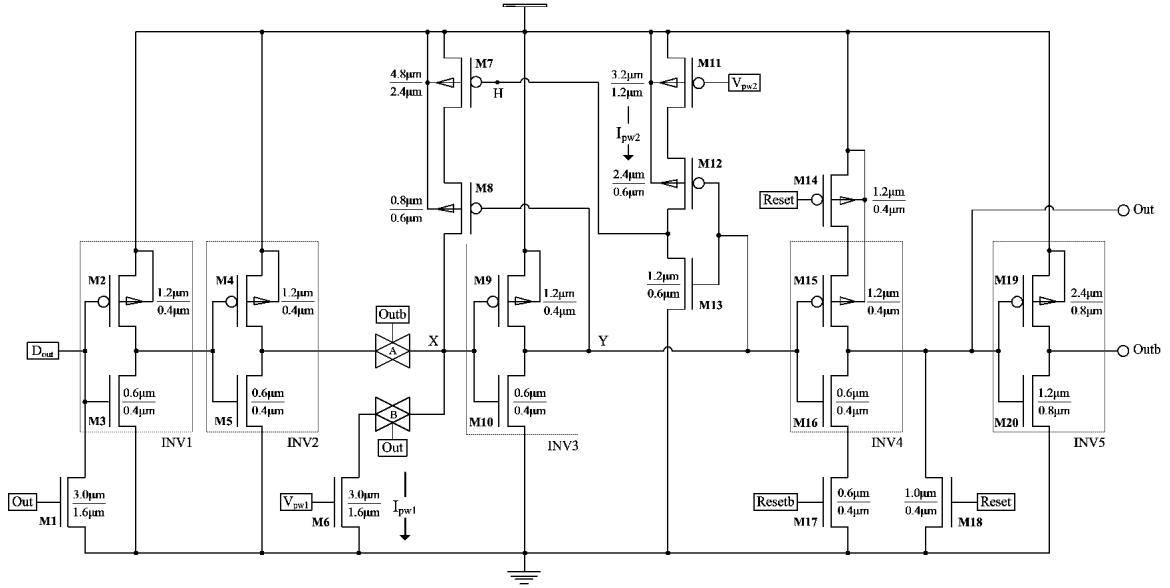 M7
4.8μm
2.4μm
H
M11
3.2μm
1.2μm
Vpw2
Ipw2
M12
2.4μm
0.6μm
M8
0.8μm
0.6μm
M14
Reset
1.2μm
0.4μm
Out
M2
1.2μm
0.4μm
M4
1.2μm
0.4μm
M9
1.2μm
0.4μm
1.2μm
0.6μm
M13
M15
1.2μm
0.4μm
M19
2.4μm
0.8μm
Outb
Dout
A
X
Y
Outb
M3
0.6μm
0.4μm
INV1
M5
0.6μm
0.4μm
INV2
B
Out
M10
0.6μm
0.4μm
INV3
M16
0.6μm
0.4μm
INV4
M20
1.2μm
0.8μm
INV5
Out
M1
3.0μm
1.6μm
Vpw1
M6
3.0μm
1.6μm
Ipw1
Resetb
M17
0.6μm
0.4μm
1.0μm
0.4μm
M18
Reset